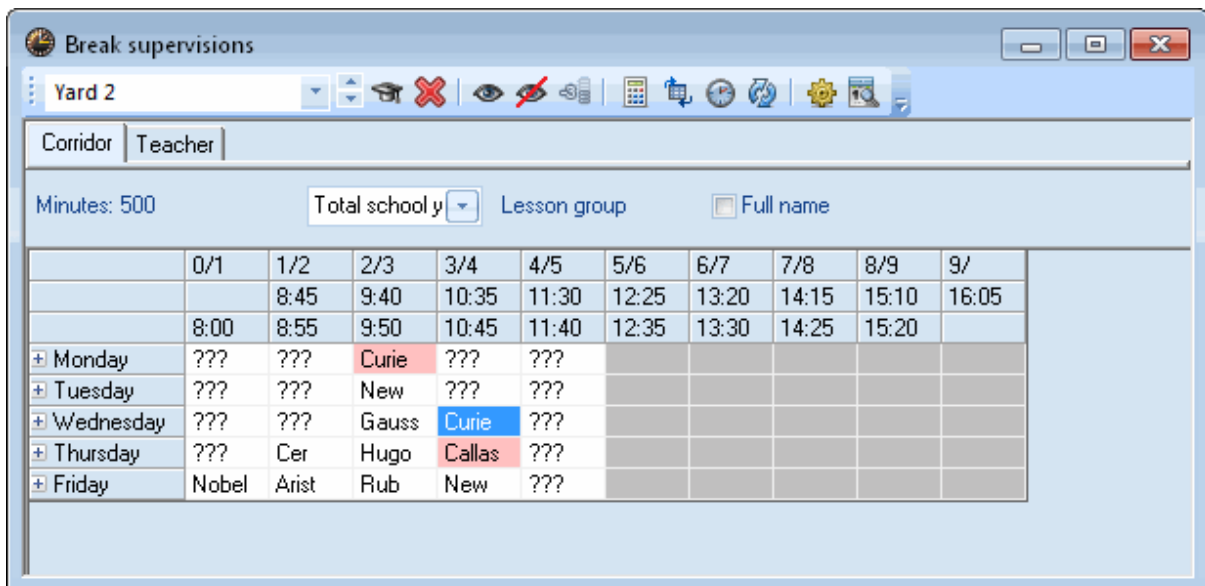 Break supervisions
Yard 2
Corridor Teacher
Minutes: 500 Total school y Lesson group Full name
0/1 1/2 2/3 3/4 4/5 5/6 6/7 7/8 8/9 9/
8:45 9:40 10:35 11:30 12:25 13:20 14:15 15:10 16:05
8:00 8:55 9:50 10:45 11:40 12:35 13:30 14:25 15:20
Monday ??? ??? Curie ??? ???
Tuesday ??? ??? New ??? ???
Wednesday ??? ??? Gauss Curie ???
Thursday ??? Cer Hugo Callas ???
Friday Nobel Arist Rub New ???